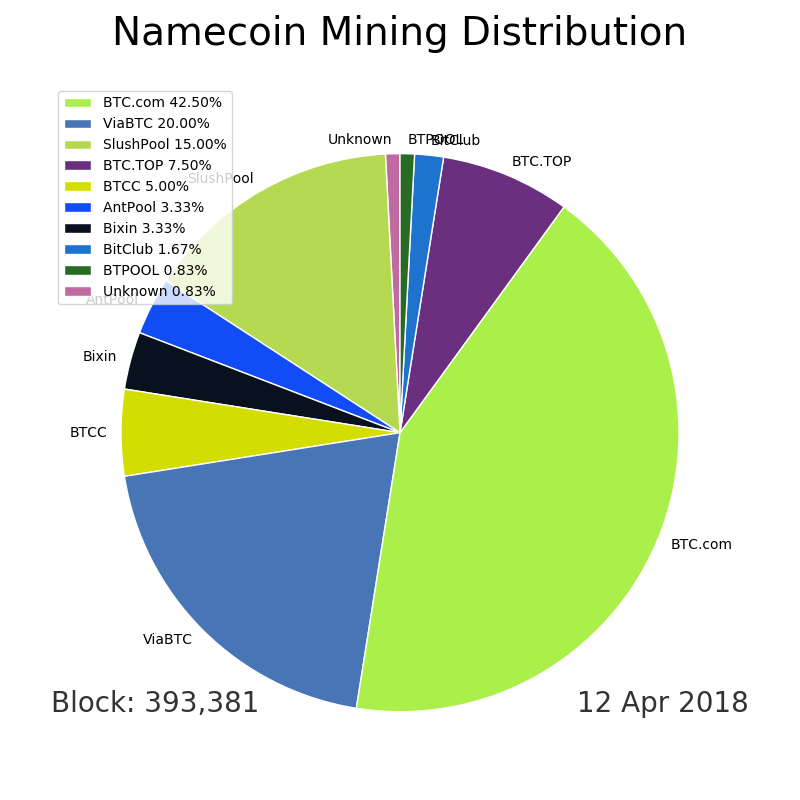 Namecoin Mining Distribution
BTC.com 42.50%
ViaBTC 20.00%
SlushPool 15.00%
BTC.TOP 7.50%
BTCC 5.00%
AntPool 3.33%
Bixin 3.33%
BitClub 1.67%
BTPOOL 0.83%
Unknown 0.83%
Unknown
BTPOOL
BitClub
BTC.TOP
SlushPool
AntPool
Bixin
BTCC
BTC.com
ViaBTC
Block: 393,381
12 Apr 2018